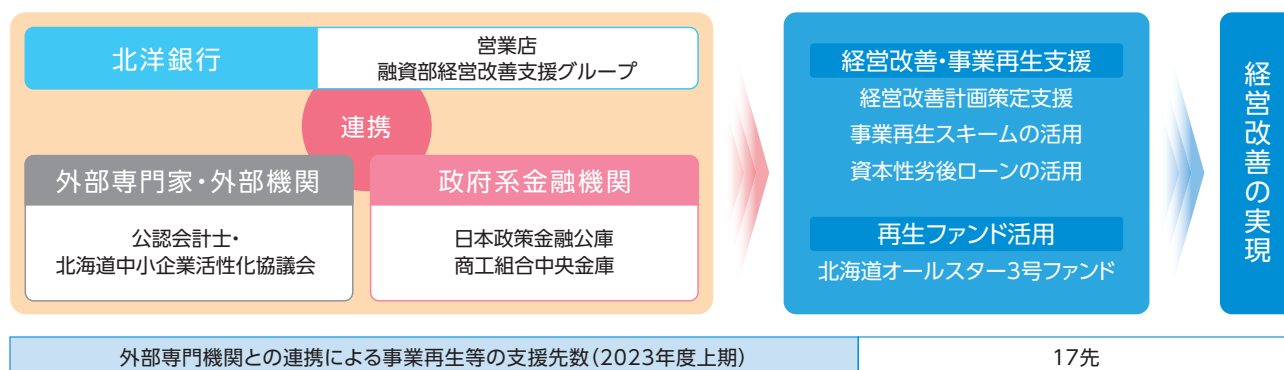 北洋銀行
営業店
融資部経営改善支援グループ
連携
外部専門家・外部機関
公認会計士・
北海道中小企業活性化協議会
政府系金融機関
日本政策金融公庫
商工組合中央金庫
経営改善・事業再生支援
経営改善計画策定支援
事業再生スキームの活用
資本性劣後ローンの活用
再生ファンド活用
北海道オールスター3号ファンド
経営改善の実現
外部専門機関との連携による事業再生等の支援先数(2023年度上期)
17先